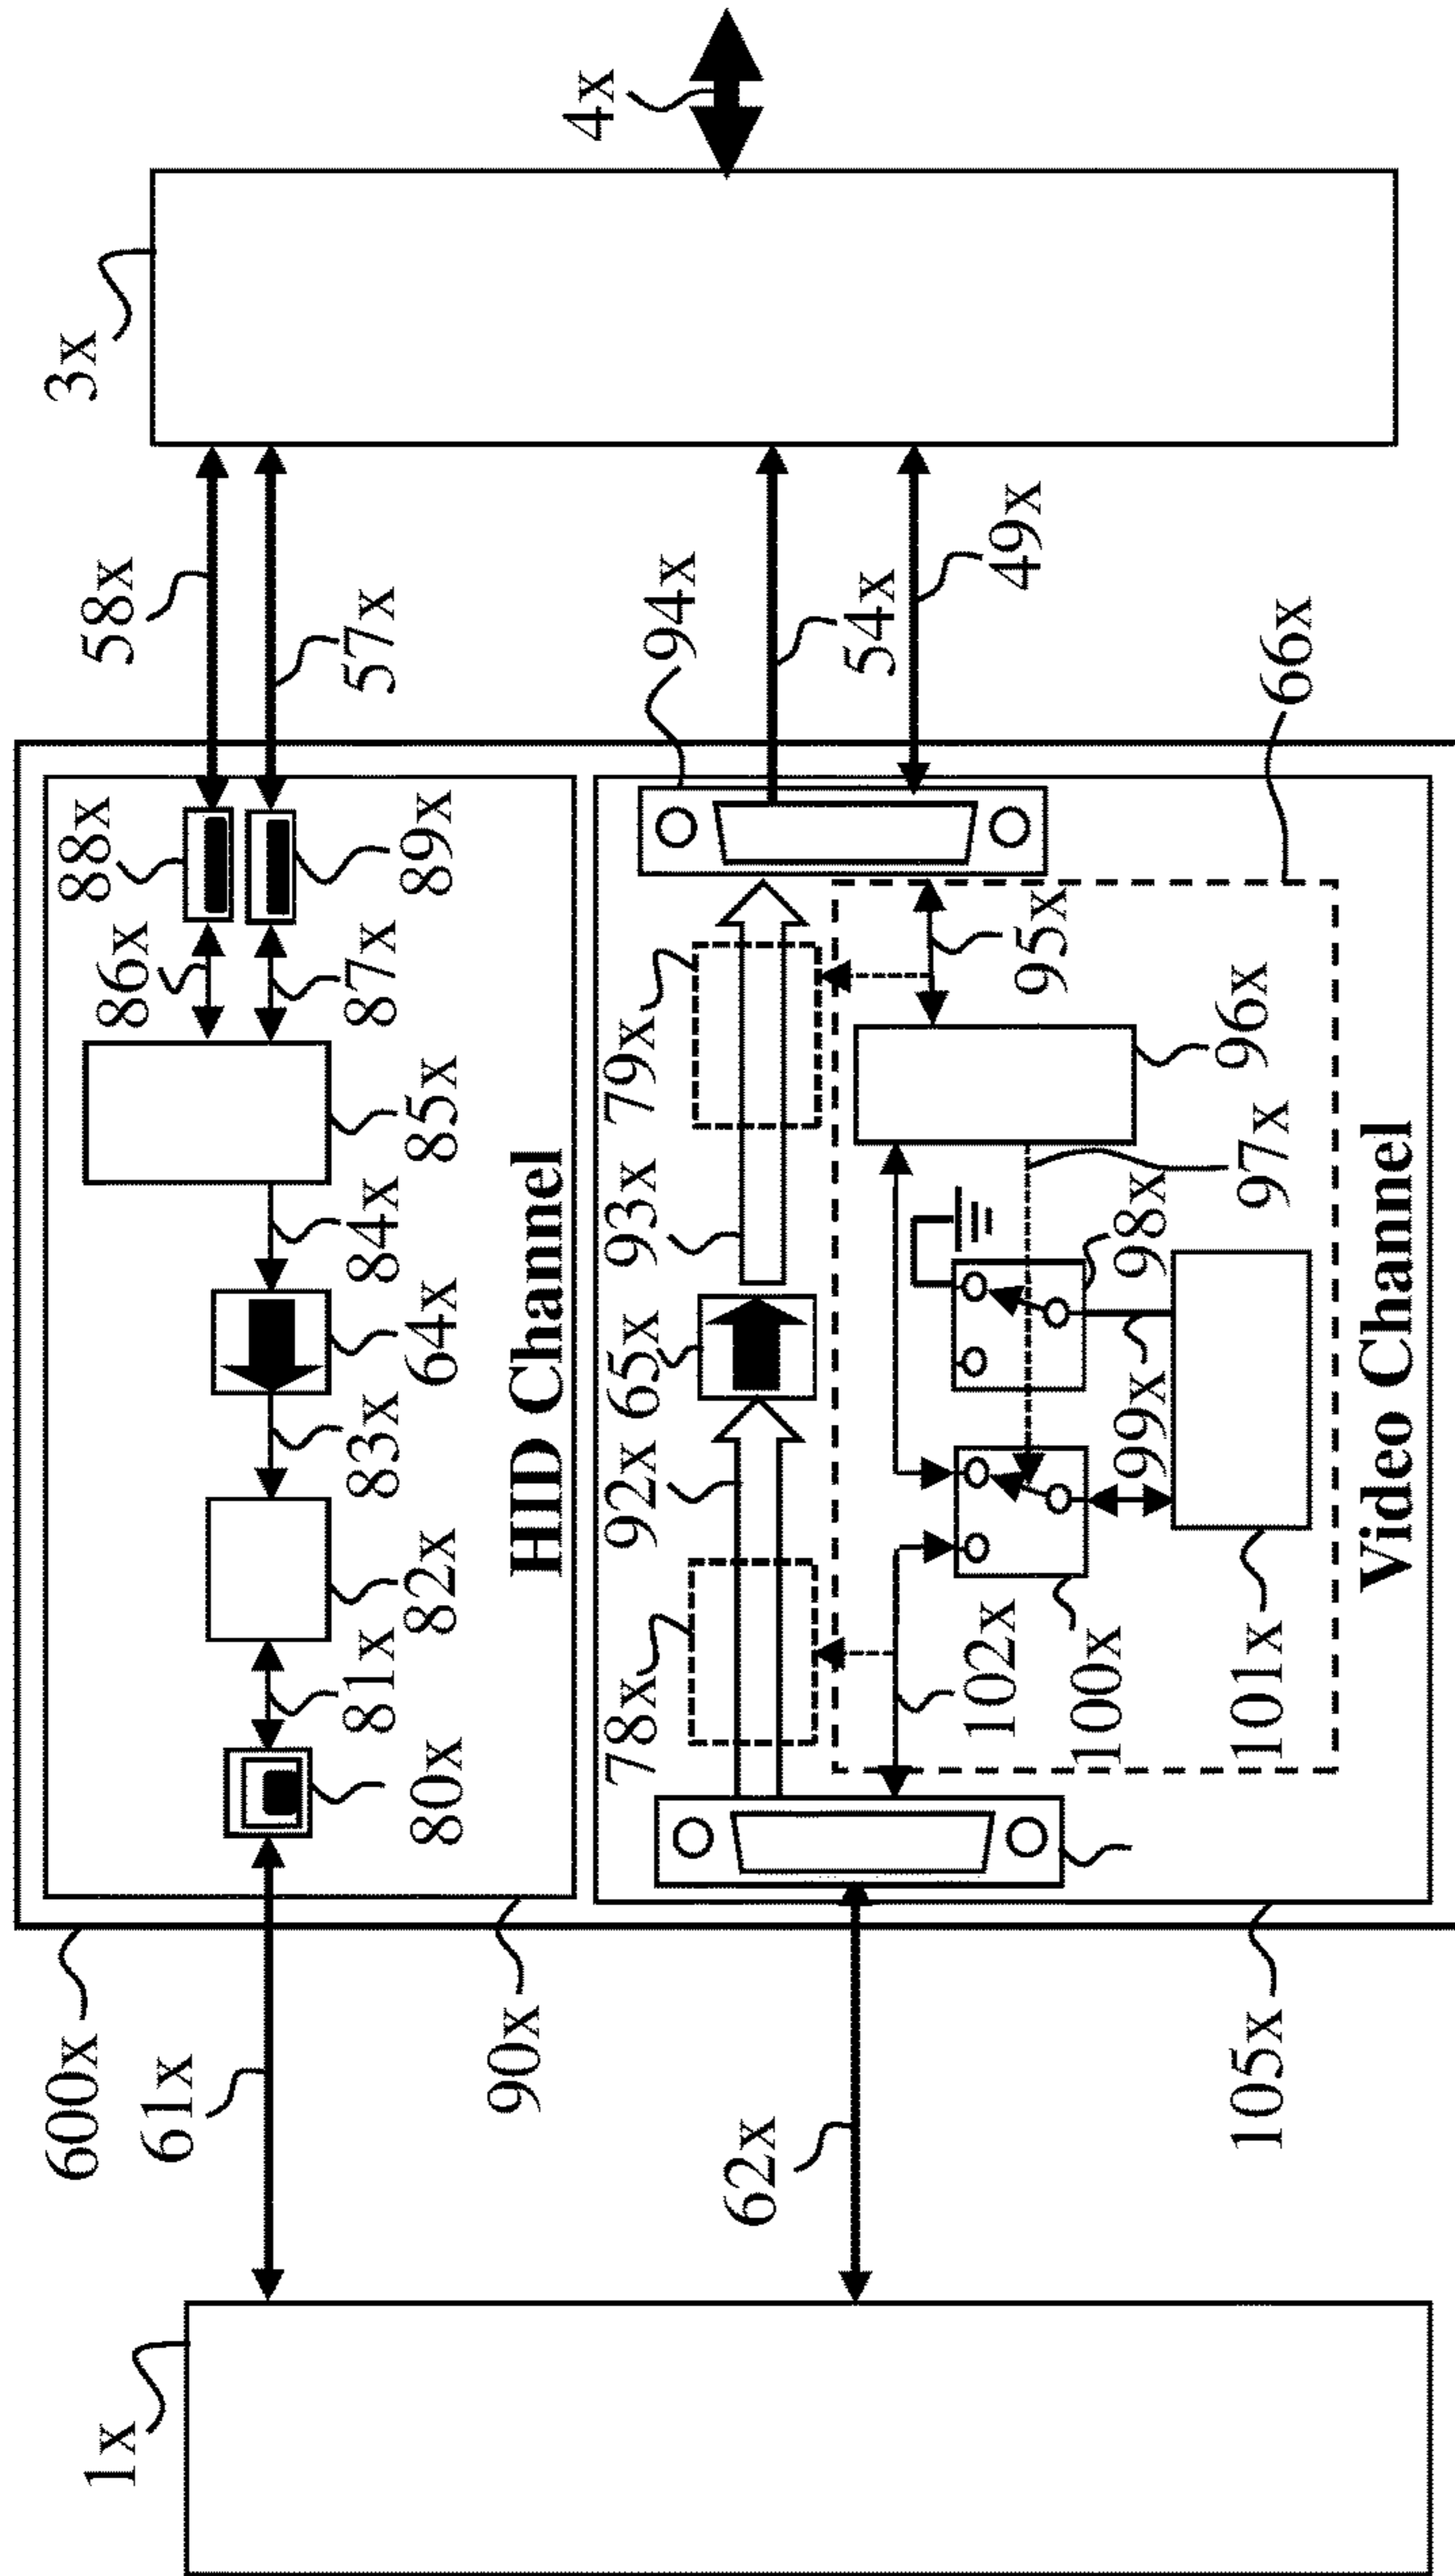 600x
61x
90x
1x
62x
105x
80x
81x
82x
83x
64x
84x
85x
86x
88x
87x
89x
58x
57x
3x
4x
HID Channel
78x
92x
65x
93x
79x
94x
54x
49x
66x
95x
96x
97x
98x
99x
102x
100x
101x
Video Channel